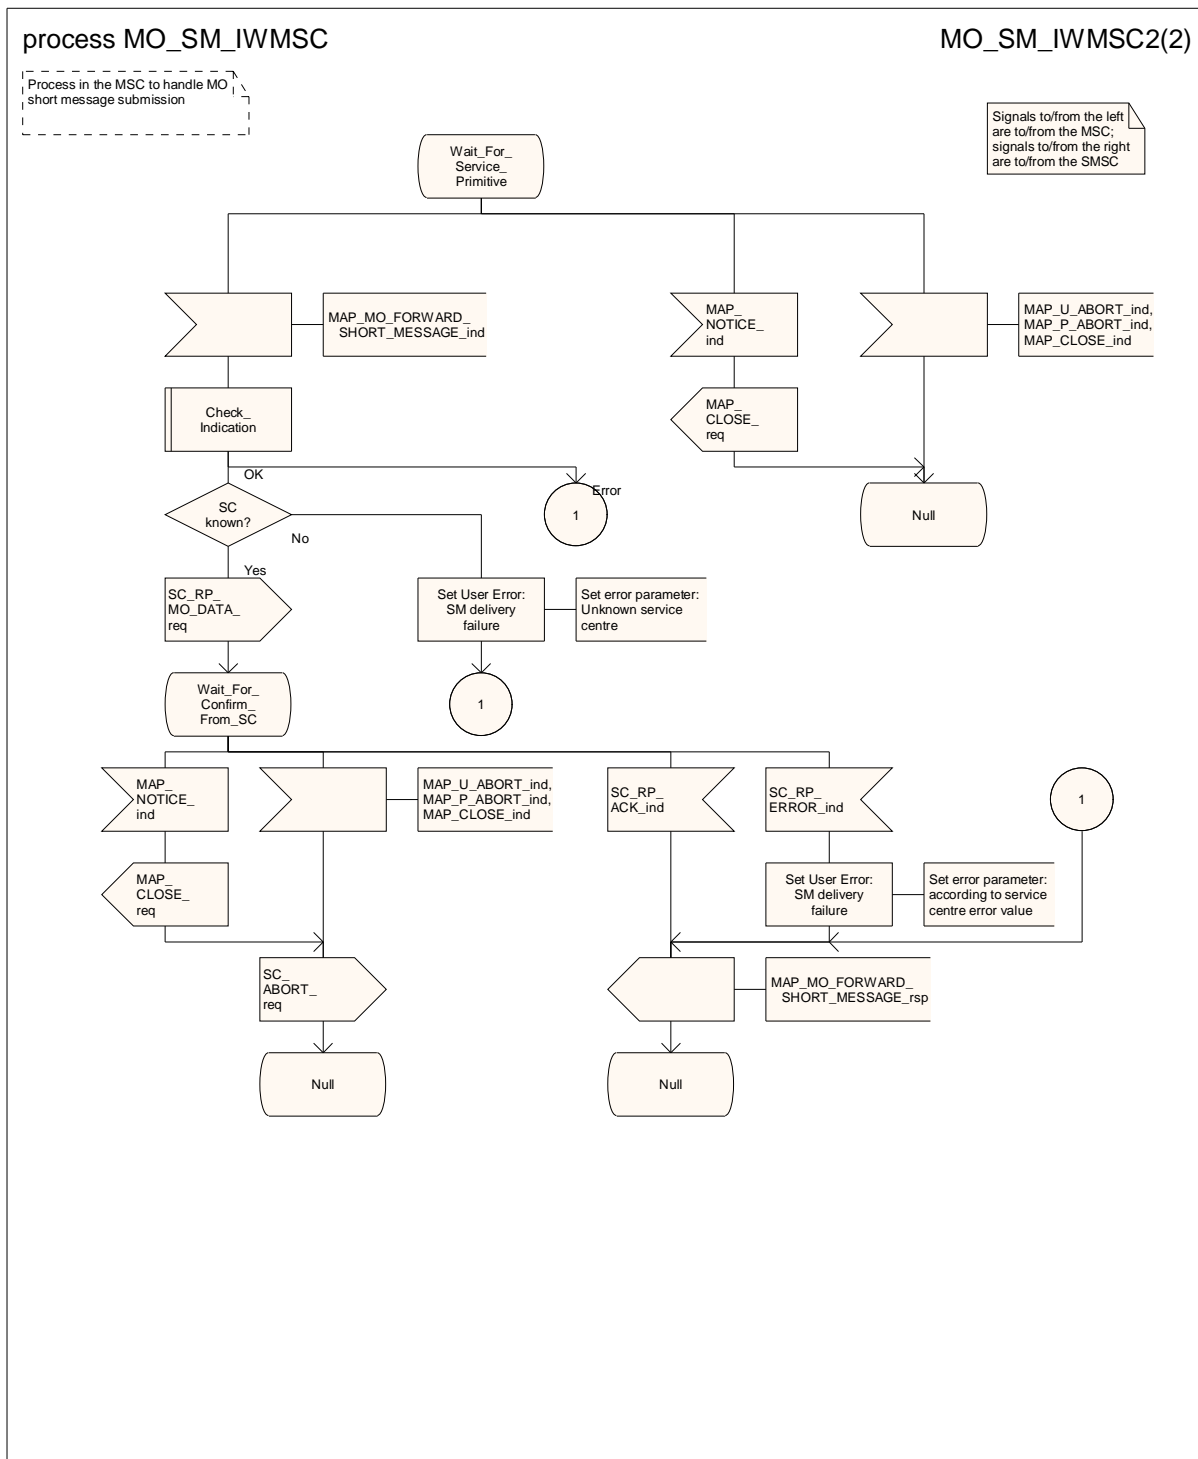 process MO_SM_IWMSC
MO_SM_IWMSC2(2)
Process in the MSC to handle MO
short message submission
Signals to/from the left
are to/from the MSC;
signals to/from the right
are to/from the SMSC
Wait_For_
Service_
Primitive
MAP_MO_FORWARD_
SHORT_MESSAGE_ind
MAP_
NOTICE_
ind
MAP_U_ABORT_ind,
MAP_P_ABORT_ind,
MAP_CLOSE_ind
Check_
Indication
MAP_
CLOSE_
req
OK
Error
SC
known?
1
Null
No
Yes
SC_RP_
MO_DATA_
req
Set User Error:
SM delivery
failure
Set error parameter:
Unknown service
centre
Wait_For_
Confirm_
From_SC
1
MAP_
NOTICE_
ind
MAP_U_ABORT_ind,
MAP_P_ABORT_ind,
MAP_CLOSE_ind
SC_RP_
ACK_ind
SC_RP_
ERROR_ind
1
MAP_
CLOSE_
req
Set User Error:
SM delivery
failure
Set error parameter:
according to service
centre error value
SC_
ABORT_
req
MAP_MO_FORWARD_
SHORT_MESSAGE_rsp
Null
Null